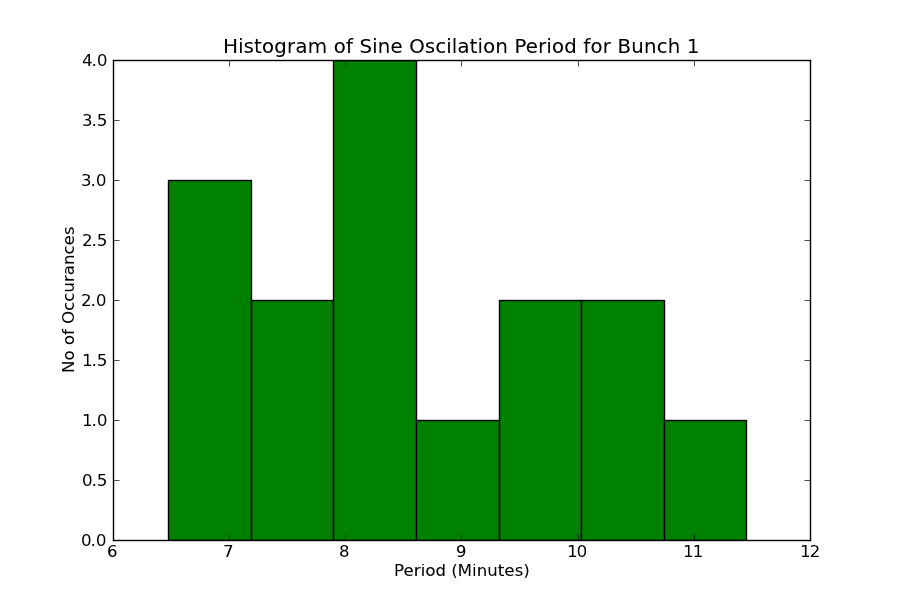 Histogram of Sine Oscilation Period for Bunch 1
4.0
3.5
3.0
2.5
2.0
1.5
1.0
0.5
0.0
No of Occurances
6 7 8 9 10 11 12
Period (Minutes)